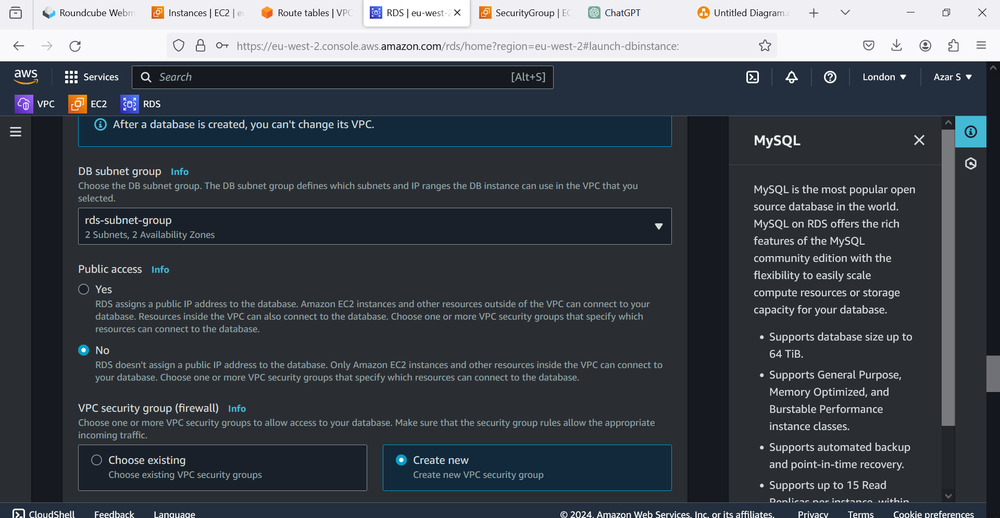 Roundcube Webm
Instances | EC2 | eu
Route tables | VPC
RDS | eu-west-2
SecurityGroup | EC
ChatGPT
Untitled Diagram.d
https://eu-west-2.console.aws.amazon.com/rds/home?region=eu-west-2#launch-dbinstance:
aws
Services
Search
[Alt+S]
London
Azar S
VPC
EC2
RDS
After a database is created, you can't change its VPC.
DB subnet group Info
Choose the DB subnet group. The DB subnet group defines which subnets and IP ranges the DB instance can use in the VPC that you
selected.
rds-subnet-group
2 Subnets, 2 Availability Zones
Public access Info
Yes
RDS assigns a public IP address to the database. Amazon EC2 instances and other resources outside of the VPC can connect to your
database. Resources inside the VPC can also connect to the database. Choose one or more VPC security groups that specify which
resources can connect to the database.
No
RDS doesn't assign a public IP address to the database. Only Amazon EC2 instances and other resources inside the VPC can connect to
your database. Choose one or more VPC security groups that specify which resources can connect to the database.
VPC security group (firewall) Info
Choose one or more VPC security groups to allow access to your database. Make sure that the security group rules allow the appropriate
incoming traffic.
Choose existing
Choose existing VPC security groups
Create new
Create new VPC security group
MySQL
MySQL is the most popular open
source database in the world.
MySQL on RDS offers the rich
features of the MySQL
community edition with the
flexibility to easily scale
compute resources or storage
capacity for your database.
• Supports database size up to
64 TiB.
• Supports General Purpose,
Memory Optimized, and
Burstable Performance
instance classes.
• Supports automated backup
and point-in-time recovery.
• Supports up to 15 Read
Replicas per instance, within
CloudShell
Feedback
Language
© 2024, Amazon Web Services, Inc. or its affiliates.
Privacy
Terms
Cookie preferences